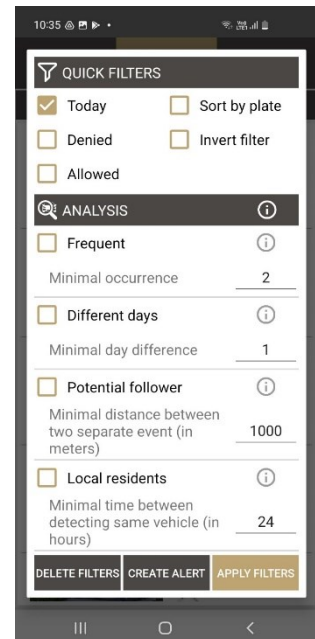 10:35
QUICK FILTERS
Today
Sort by plate
Denied
Invert filter
Allowed
ANALYSIS
Frequent
Minimal occurrence
2
Different days
Minimal day difference
1
Potential follower
Minimal distance between
two separate event (in
meters)
1000
Local residents
Minimal time between
detecting same vehicle (in
hours)
24
DELETE FILTERS
CREATE ALERT
APPLY FILTERS